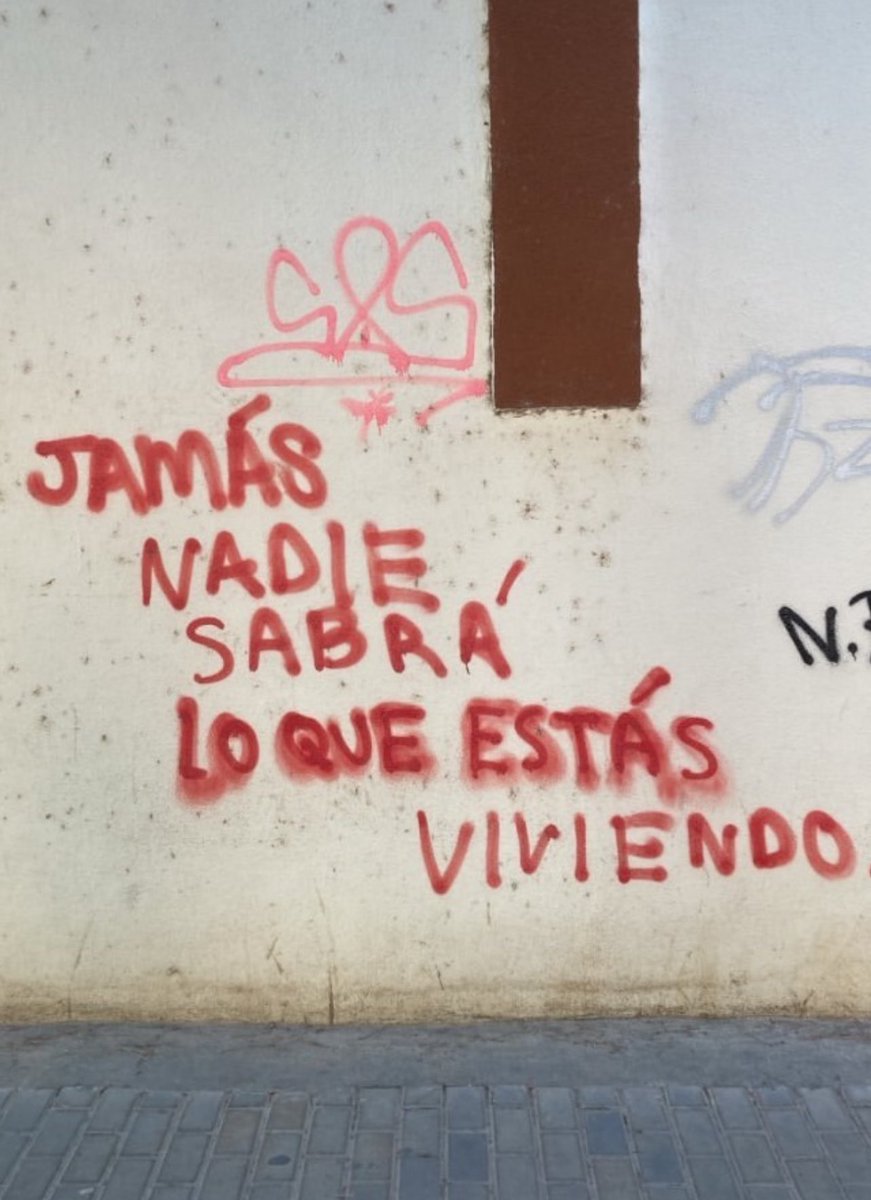 JAMÁS
NADIE
SABRÁ
LO QUE ESTÁS
VIVIENDO.
N.